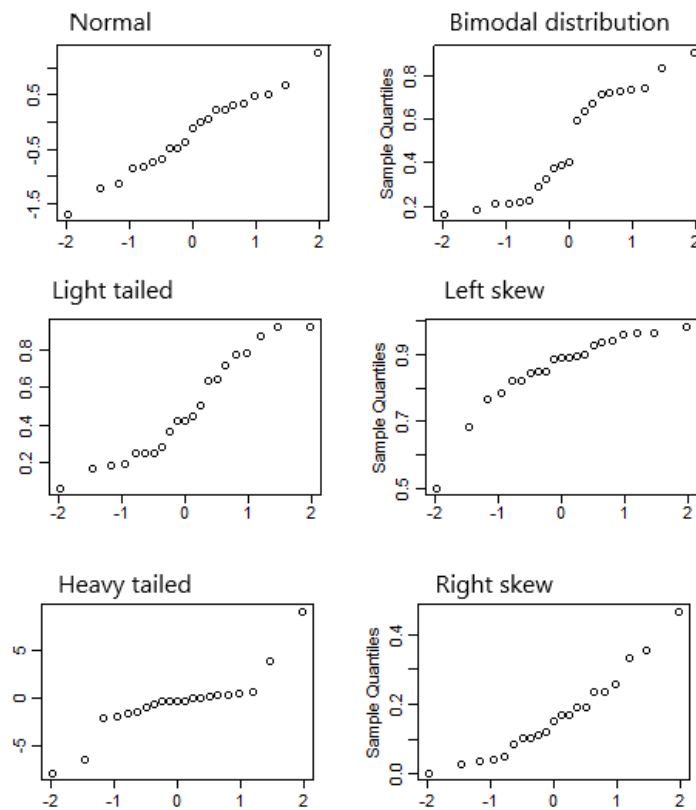 Normal
-1.5 -0.5 0.5
-2 -1 0 1 2
Bimodal distribution
Sample Quantiles
0.2 0.4 0.6 0.8
-2 -1 0 1 2
Light tailed
0.2 0.4 0.6 0.8
-2 -1 0 1 2
Left skew
Sample Quantiles
0.5 0.7 0.9
-2 -1 0 1 2
Heavy tailed
-5 0 5
-2 -1 0 1 2
Right skew
Sample Quantiles
0.0 0.2 0.4
-2 -1 0 1 2